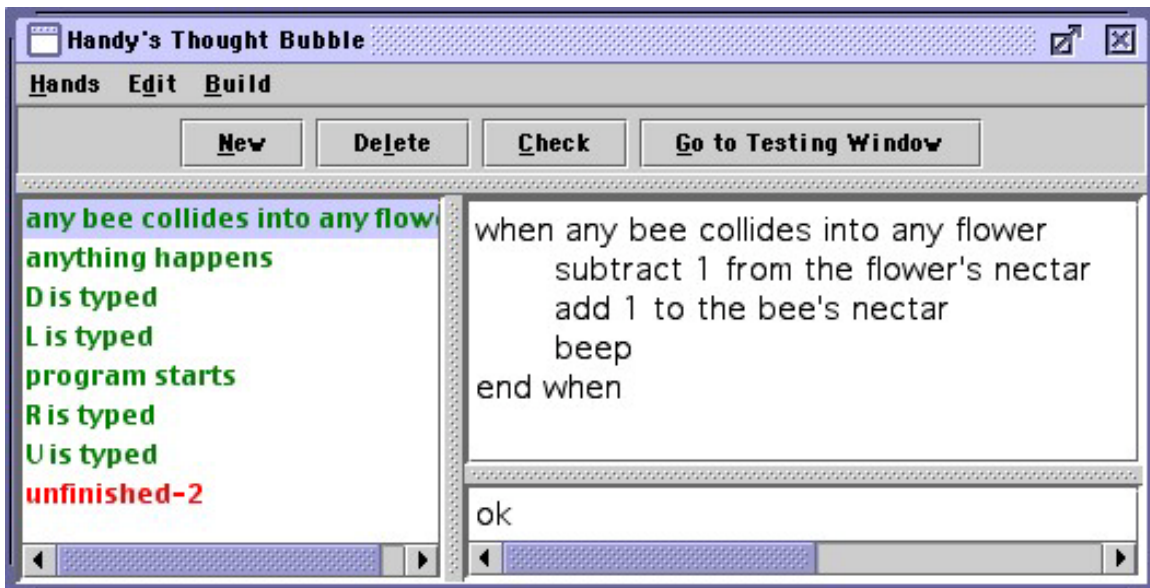 Handy's Thought Bubble
Hands Edit Build
New Delete Check Go to Testing Window
any bee collides into any flow
anything happens
D is typed
L is typed
program starts
R is typed
U is typed
unfinished-2
when any bee collides into any flower
subtract 1 from the flower's nectar
add 1 to the bee's nectar
beep
end when
ok